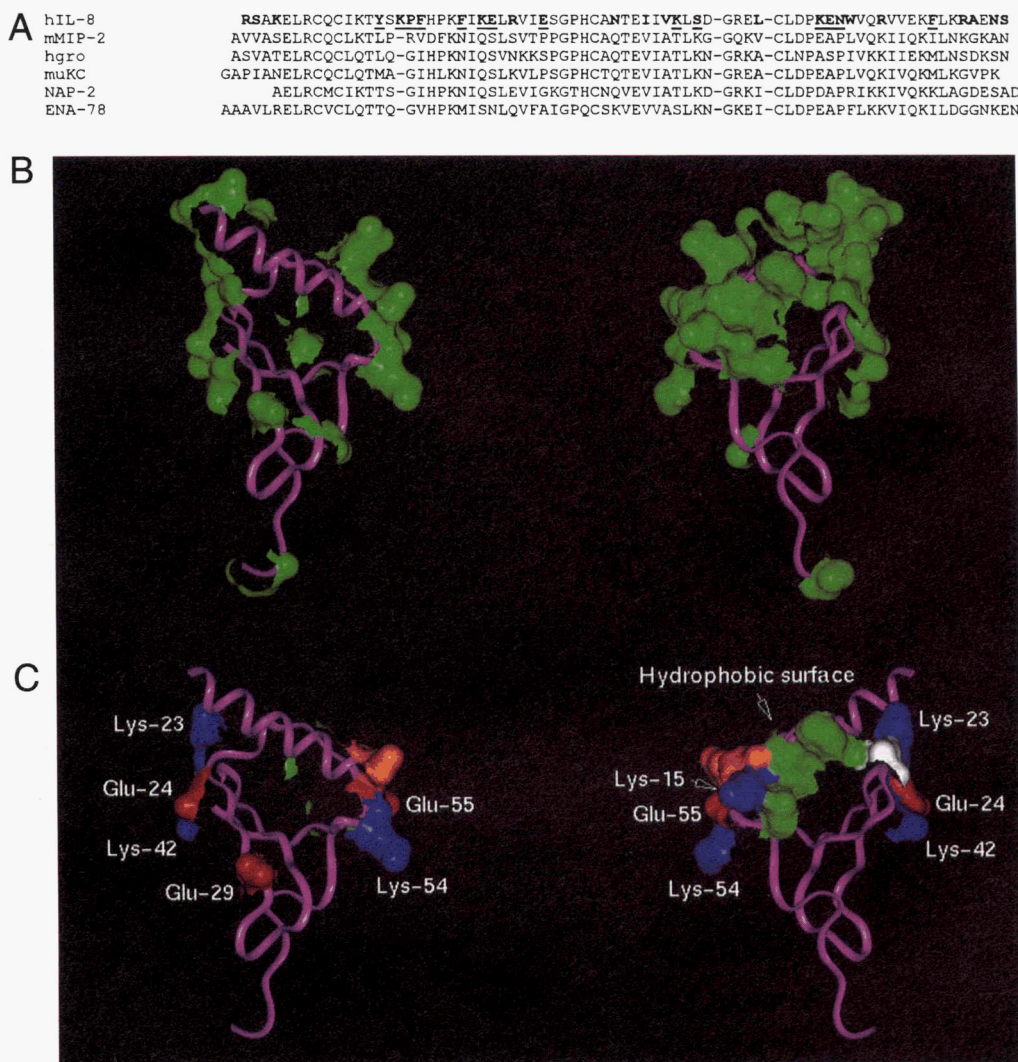 A
hIL-8 RSAKELRCQCIKTYSKPFHPKFIKELRVIESGPHCANTEIIVKLSD-GREL-CLDPKENWVQRVVEKFLKRAENS
mMIP-2 AVVASELRCQCLKTLP-RVDFKNIQSLSVTPPGPHCAQTEVIATLKG-GQKV-CLDPEAPLVQKIIQKILNKGKAN
hgro ASVATELRCQCLQTLQ-GIHPKNIQSVNKKSPGPHCAQTEVIATLKN-GRKA-CLNPASPIVKKIIEKMLNSDKSN
muKC GAPIANELRCQCLQTMA-GIHLKNIQSLKVLPSGPHCTQTEVIATLKN-GREA-CLDPEAPLVQKIVQKMLKGVPK
NAP-2 AELRCMCIKTTS-GIHPKNIQSLEVIGKGTHCNQVEVIATLKD-GRKI-CLDPDAPRIKKIVQKKLAGDESAD
ENA-78 AAAVLRELRCVCLQTTQ-GVHPKMISNLQVFAIGPQCSKVEVVASLKN-GKEI-CLDPEAPFLKKVIQKILDGGNKEN
B
C
Hydrophobic surface
Lys-23
Lys-23
Lys-15
Glu-24
Glu-55
Glu-55
Glu-24
Lys-42
Lys-42
Glu-29
Lys-54
Lys-54